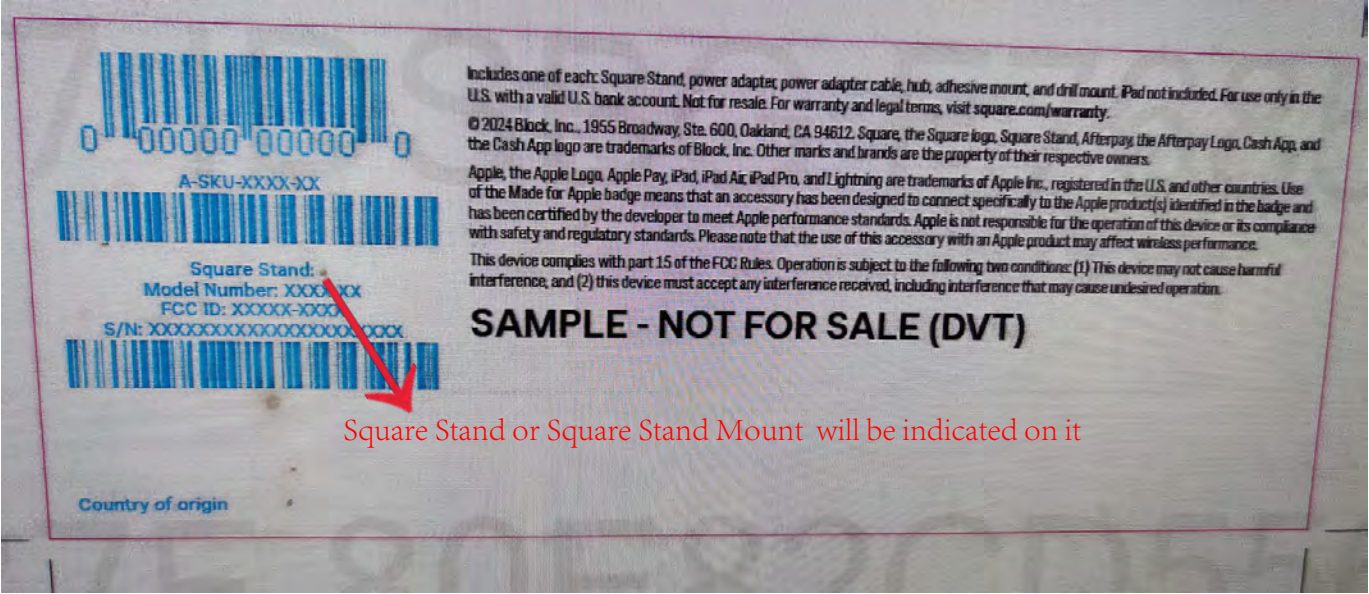 0 00000 00000 0
A-SKU-XXXX-XX
Square Stand:
Model Number: XXXX-XX
FCC ID: XXXXX-XXXX
S/N: XXXXXXXXXXXXXXXXXXXXXXX
Country of origin
Includes one of each: Square Stand, power adapter, power adapter cable, hub, adhesive mount, and drill mount. iPad not included. For use only in the
U.S. with a valid U.S. bank account. Not for resale. For warranty and legal terms, visit square.com/warranty.
© 2024 Block, Inc., 1955 Broadway, Ste. 600, Oakland, CA 94612. Square, the Square logo, Square Stand, Afterpay, the Afterpay Logo, Cash App, and
the Cash App logo are trademarks of Block, Inc. Other marks and brands are the property of their respective owners.
Apple, the Apple Logo, Apple Pay, iPad, iPad Air, iPad Pro, and Lightning are trademarks of Apple Inc., registered in the U.S. and other countries. Use
of the Made for Apple badge means that an accessory has been designed to connect specifically to the Apple product(s) identified in the badge and
has been certified by the developer to meet Apple performance standards. Apple is not responsible for the operation of this device or its compliance
with safety and regulatory standards. Please note that the use of this accessory with an Apple product may affect wireless performance.
This device complies with part 15 of the FCC Rules. Operation is subject to the following two conditions: (1) This device may not cause harmful
interference, and (2) this device must accept any interference received, including interference that may cause undesired operation.
SAMPLE - NOT FOR SALE (DVT)
Square Stand or Square Stand Mount will be indicated on it